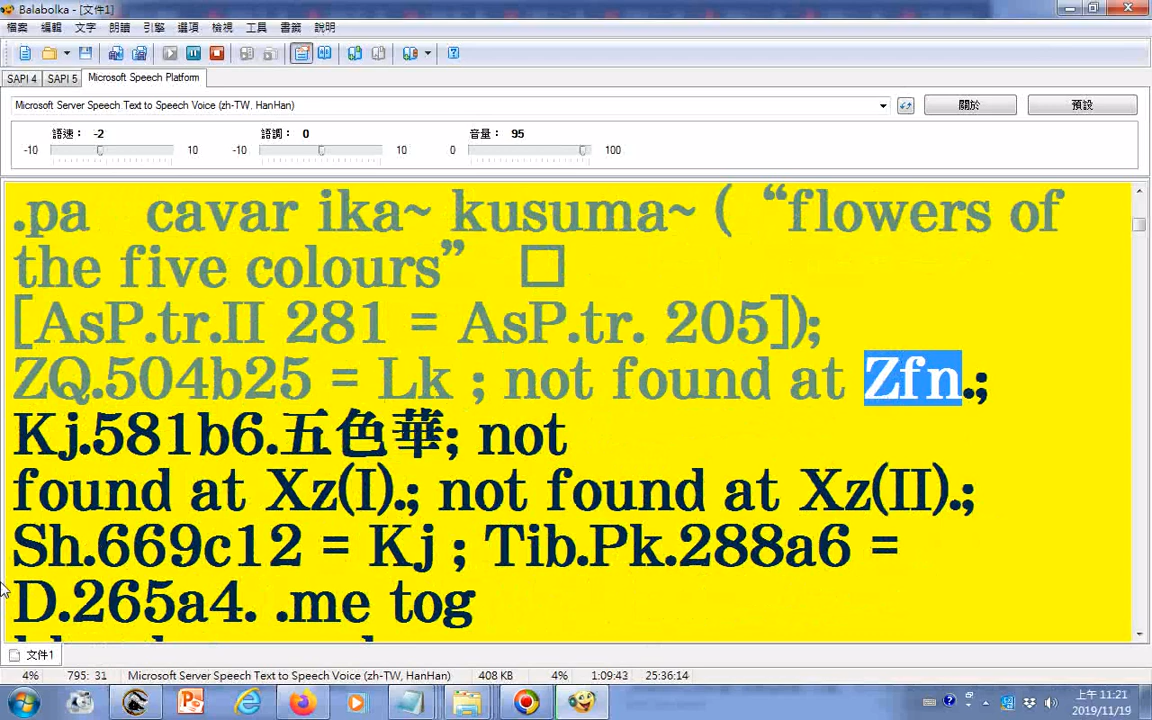 Balabolka - [文件1]
檔案 編輯 文字 朗讀 引擎 選項 檢視 工具 書籤 說明
SAPI 4 SAPI 5 Microsoft Speech Platform
Microsoft Server Speech Text to Speech Voice (zh-TW, HanHan) 關於 預設
語速： -2 語調： 0 音量： 95
-10 10 -10 10 0 100
.pa cavar ika~ kusuma~ ( “flowers of
the five colours” □
[AsP.tr.II 281 = AsP.tr. 205]);
ZQ.504b25 = Lk ; not found at Zfn.;
Kj.581b6.五色華; not
found at Xz(I).; not found at Xz(II).;
Sh.669c12 = Kj ; Tib.Pk.288a6 =
D.265a4. .me tog
文件1
4% 795: 31 Microsoft Server Speech Text to Speech Voice (zh-TW, HanHan) 408 KB 4% 1:09:43 25:36:14
上午 11:21
2019/11/19